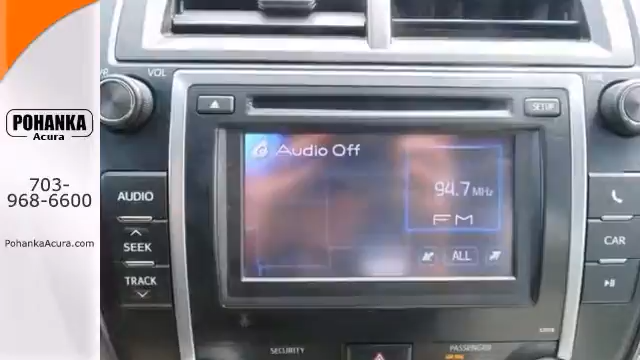 POHANKA
Acura
703-
968-6600
PohankaAcura.com
VOL
SETUP
Audio Off
94.7 MHz
FM
ALL
AUDIO
SEEK
TRACK
CAR
SECURITY
PASSENGER